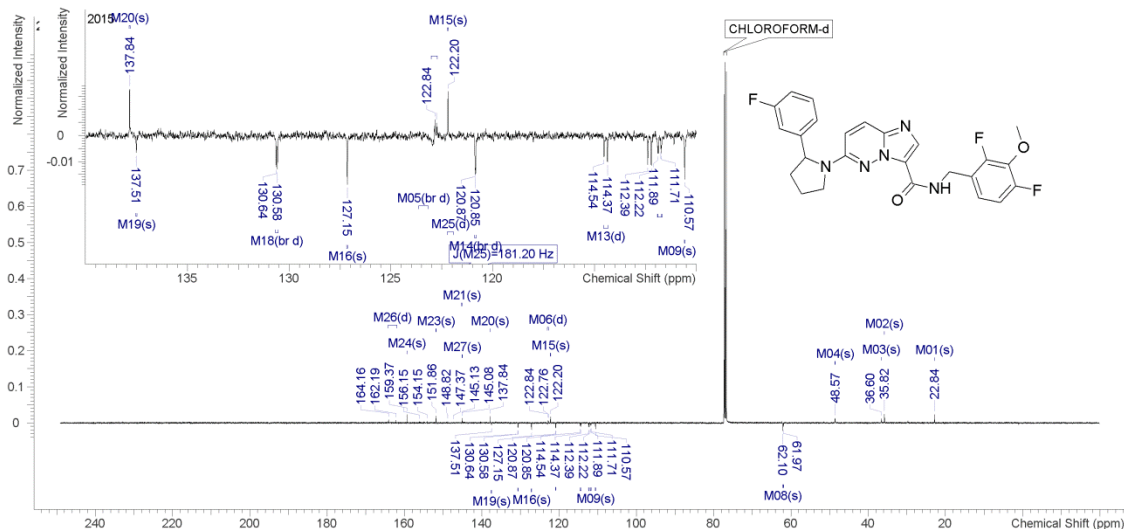 Normalized Intensity
Normalized Intensity
2015
M20(s)
M15(s)
137.84
122.84
122.20
0
-0.01
137.51
130.64
130.58
127.15
120.87
120.85
114.54
114.37
112.39
112.22
111.89
111.71
110.57
M19(s)
M18(br d)
M16(s)
M05(br d)
M25(d)
M14(br d)
J(M25)=181.20 Hz
M13(d)
M09(s)
135
130
125
120
Chemical Shift (ppm)
CHLOROFORM-d
F
N
N
N
N
O
NH
F
O
F
0.7
0.6
0.5
0.4
0.3
0.2
0.1
0
M21(s)
M26(d)
M23(s)
M20(s)
M06(d)
M02(s)
M24(s)
M27(s)
M15(s)
M04(s)
M03(s)
M01(s)
164.16
162.19
159.37
156.15
154.15
151.86
148.82
147.37
145.13
145.08
137.84
122.84
122.76
122.20
48.57
36.60
35.82
22.84
137.51
130.64
130.58
127.15
120.87
120.85
114.54
114.37
112.39
112.22
111.89
111.71
110.57
62.10
61.97
M19(s)
M16(s)
M09(s)
M08(s)
240
220
200
180
160
140
120
100
80
60
40
20
0
Chemical Shift (ppm)